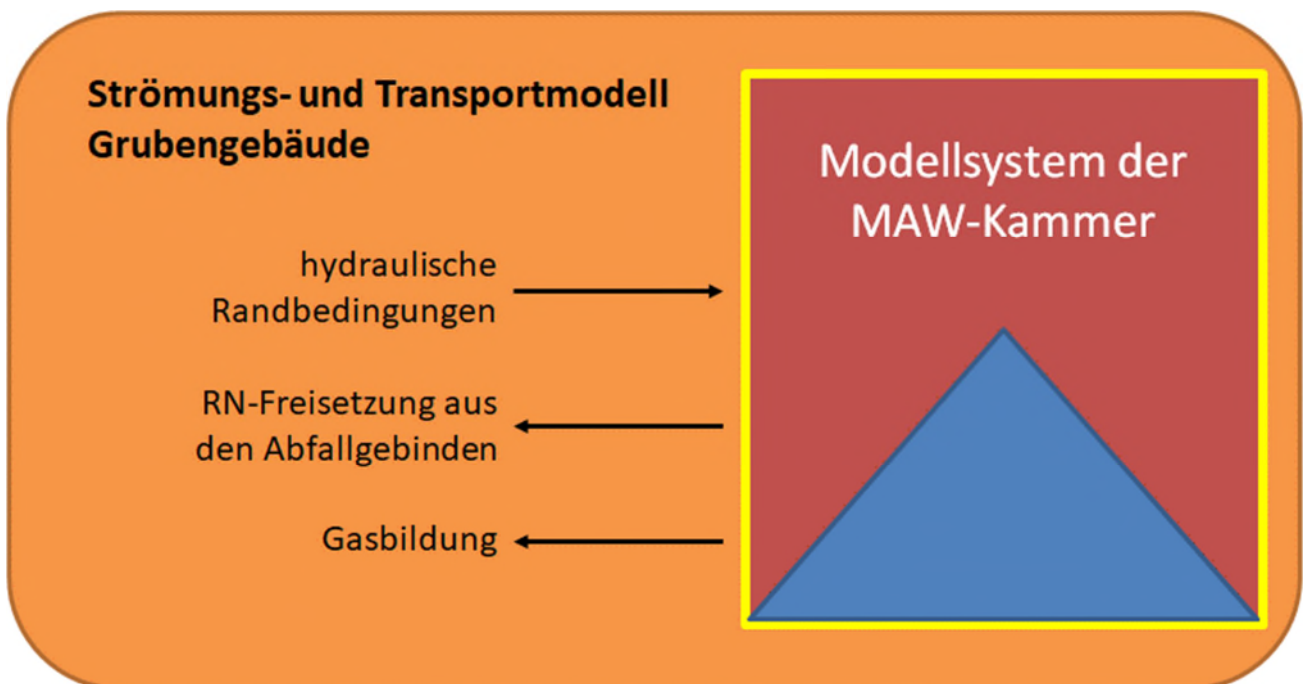 Strömungs- und Transportmodell
Grubengebäude
Modellsystem der
MAW-Kammer
hydraulische
Randbedingungen
RN-Freisetzung aus
den Abfallgebinden
Gasbildung